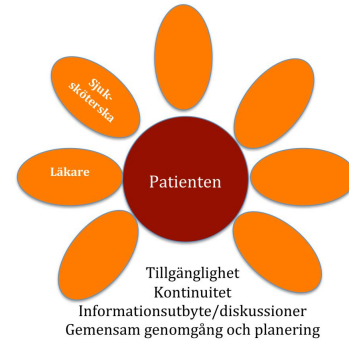 Sjuk-
sköterska
Läkare
Patienten
Tillgänglighet
Kontinuitet
Informationsutbyte/diskussioner
Gemensam genomgång och planering